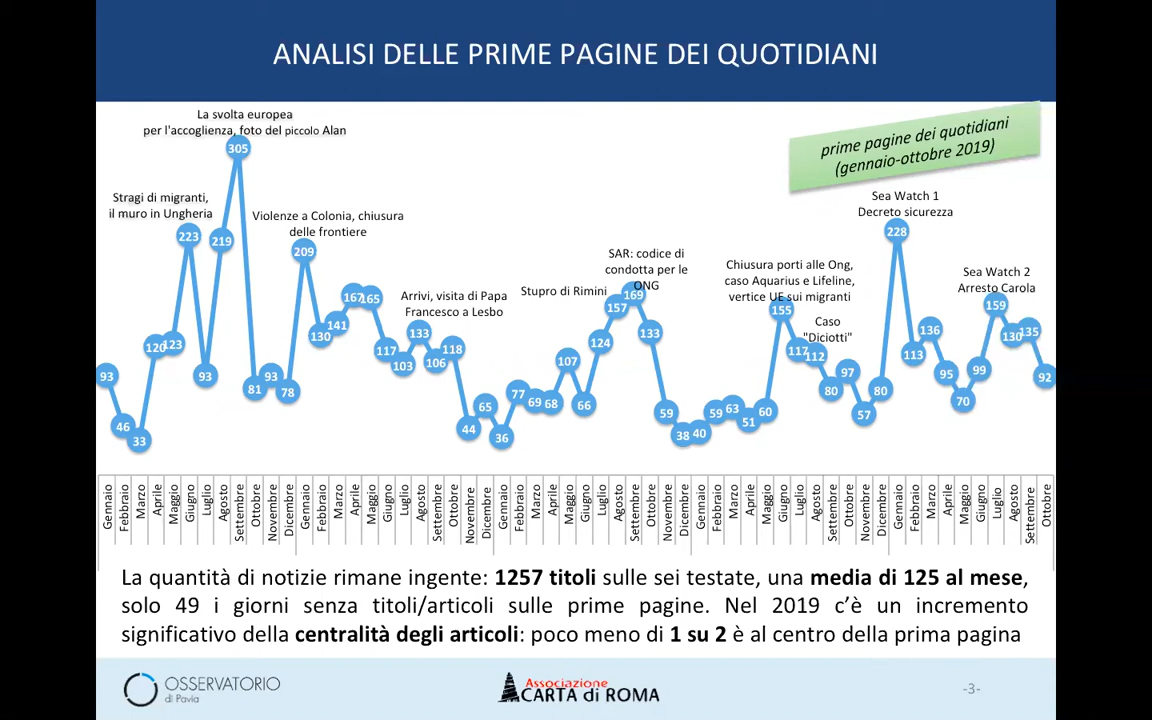 ANALISI DELLE PRIME PAGINE DEI QUOTIDIANI
La svolta europea
per l'accoglienza, foto del piccolo Alan
prime pagine dei quotidiani
(gennaio-ottobre 2019)
Stragi di migranti,
il muro in Ungheria
Violenze a Colonia, chiusura
delle frontiere
Arrivi, visita di Papa
Francesco a Lesbo
Stupro di Rimini
SAR: codice di
condotta per le
ONG
Chiusura porti alle Ong,
caso Aquarius e Lifeline,
vertice UE sui migranti
Caso
"Diciotti"
Sea Watch 1
Decreto sicurezza
Sea Watch 2
Arresto Carola
93 46 33 120 123 223 93 219 305 81 93 78
209 130 141 167 165 117 103 133 106 118 44 65
36 77 69 68 107 66 124 157 169 133 59 38
40 59 63 51 60 155 117 112 80 97 57 80
228 113 136 95 70 99 159 130 135 92
Gennaio Febbraio Marzo Aprile Maggio Giugno Luglio Agosto Settembre Ottobre Novembre Dicembre
Gennaio Febbraio Marzo Aprile Maggio Giugno Luglio Agosto Settembre Ottobre Novembre Dicembre
Gennaio Febbraio Marzo Aprile Maggio Giugno Luglio Agosto Settembre Ottobre Novembre Dicembre
Gennaio Febbraio Marzo Aprile Maggio Giugno Luglio Agosto Settembre Ottobre Novembre Dicembre
Gennaio Febbraio Marzo Aprile Maggio Giugno Luglio Agosto Settembre Ottobre
La quantità di notizie rimane ingente: 1257 titoli sulle sei testate, una media di 125 al mese,
solo 49 i giorni senza titoli/articoli sulle prime pagine. Nel 2019 c'è un incremento
significativo della centralità degli articoli: poco meno di 1 su 2 è al centro della prima pagina
OSSERVATORIO
di Pavia
Associazione
CARTA di ROMA
-3-